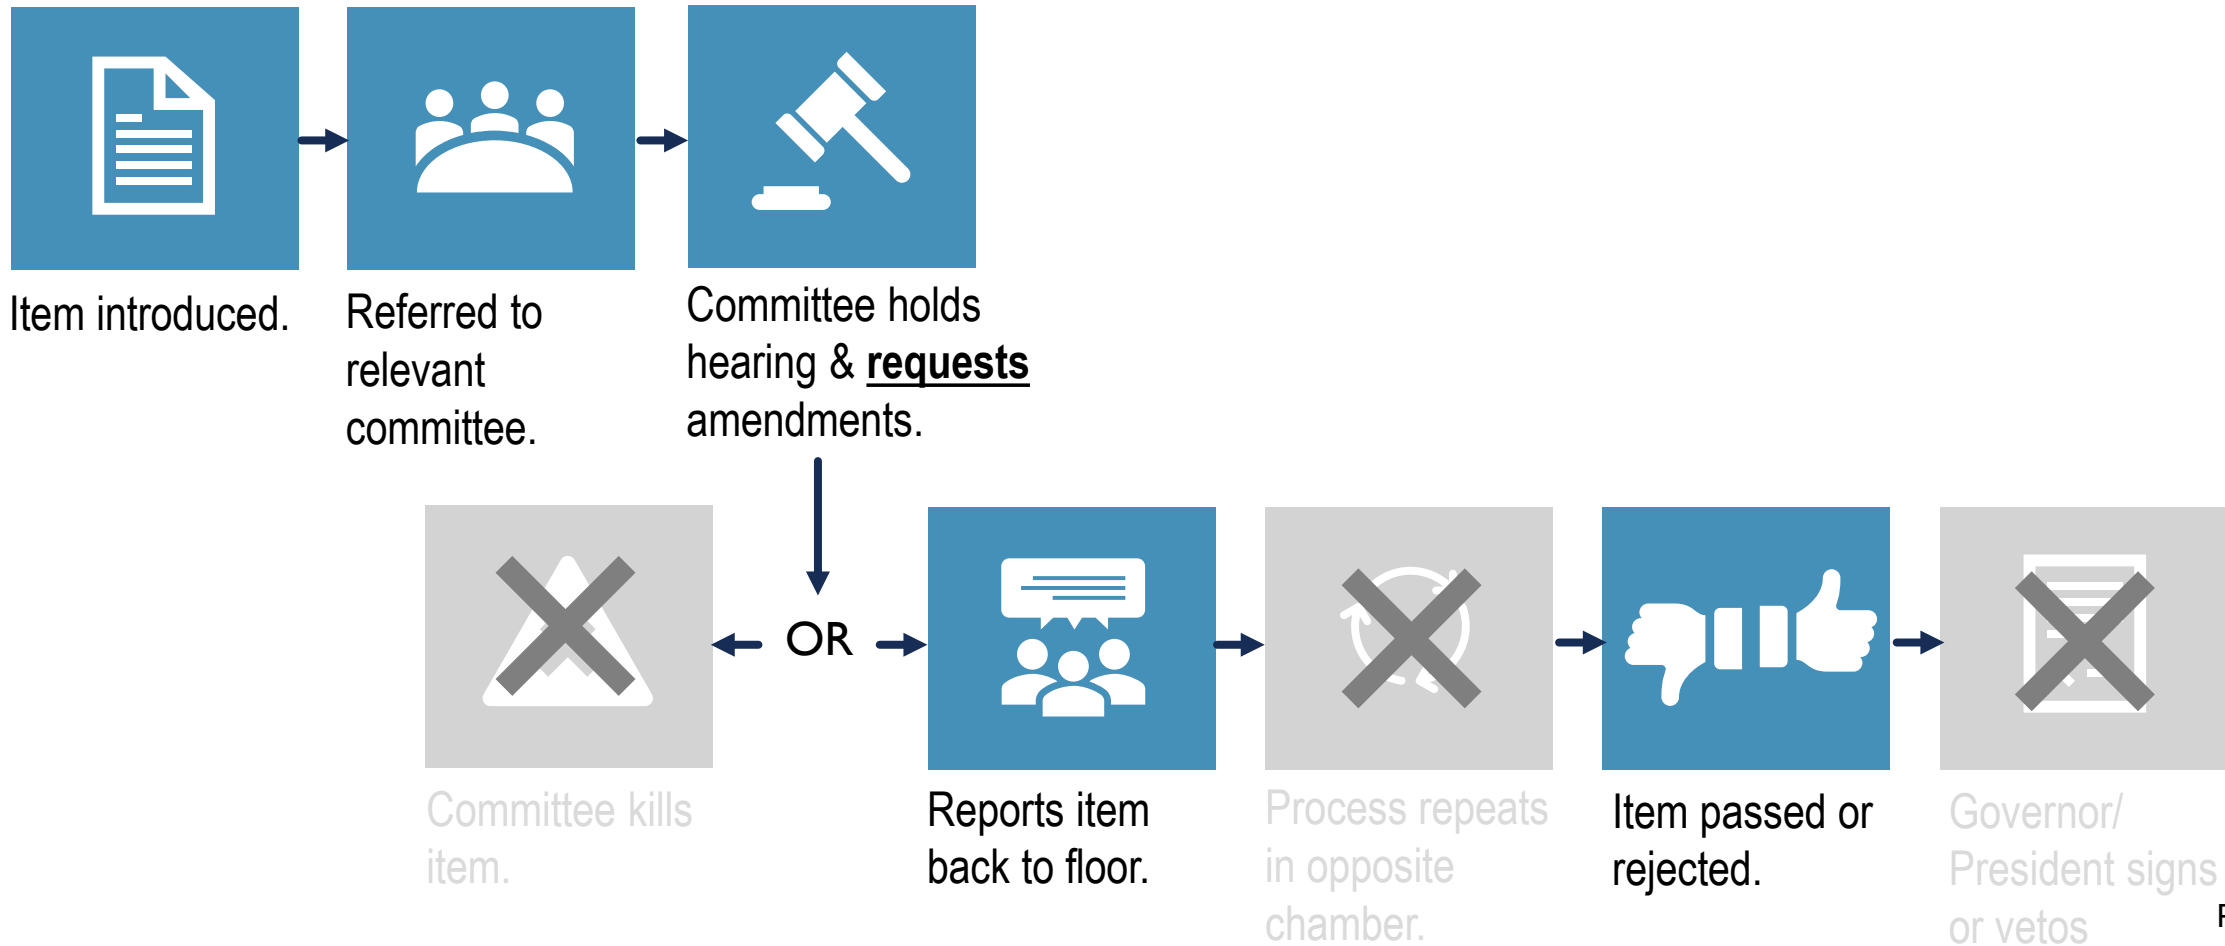 Item introduced.
Referred to
relevant
committee.
Committee holds
hearing & requests
amendments.
OR
Committee kills
item.
Reports item
back to floor.
Process repeats
in opposite
chamber.
Item passed or
rejected.
Governor/
President signs
or vetos